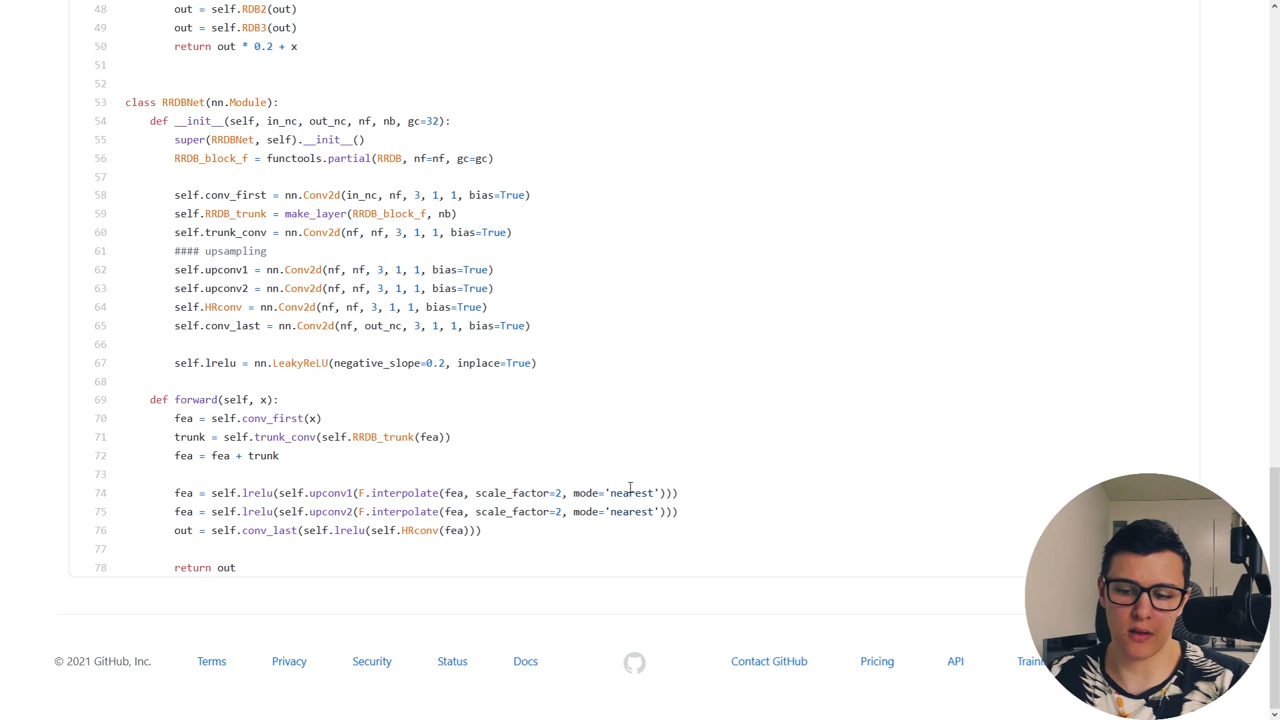 48 out = self.RDB2(out)
49 out = self.RDB3(out)
50 return out * 0.2 + x
51
52
53 class RRDBNet(nn.Module):
54 def __init__(self, in_nc, out_nc, nf, nb, gc=32):
55 super(RRDBNet, self).__init__()
56 RRDB_block_f = functools.partial(RRDB, nf=nf, gc=gc)
57
58 self.conv_first = nn.Conv2d(in_nc, nf, 3, 1, 1, bias=True)
59 self.RRDB_trunk = make_layer(RRDB_block_f, nb)
60 self.trunk_conv = nn.Conv2d(nf, nf, 3, 1, 1, bias=True)
61 #### upsampling
62 self.upconv1 = nn.Conv2d(nf, nf, 3, 1, 1, bias=True)
63 self.upconv2 = nn.Conv2d(nf, nf, 3, 1, 1, bias=True)
64 self.HRconv = nn.Conv2d(nf, nf, 3, 1, 1, bias=True)
65 self.conv_last = nn.Conv2d(nf, out_nc, 3, 1, 1, bias=True)
66
67 self.lrelu = nn.LeakyReLU(negative_slope=0.2, inplace=True)
68
69 def forward(self, x):
70 fea = self.conv_first(x)
71 trunk = self.trunk_conv(self.RRDB_trunk(fea))
72 fea = fea + trunk
73
74 fea = self.lrelu(self.upconv1(F.interpolate(fea, scale_factor=2, mode='nearest')))
75 fea = self.lrelu(self.upconv2(F.interpolate(fea, scale_factor=2, mode='nearest')))
76 out = self.conv_last(self.lrelu(self.HRconv(fea)))
77
78 return out
© 2021 GitHub, Inc. Terms Privacy Security Status Docs Contact GitHub Pricing API